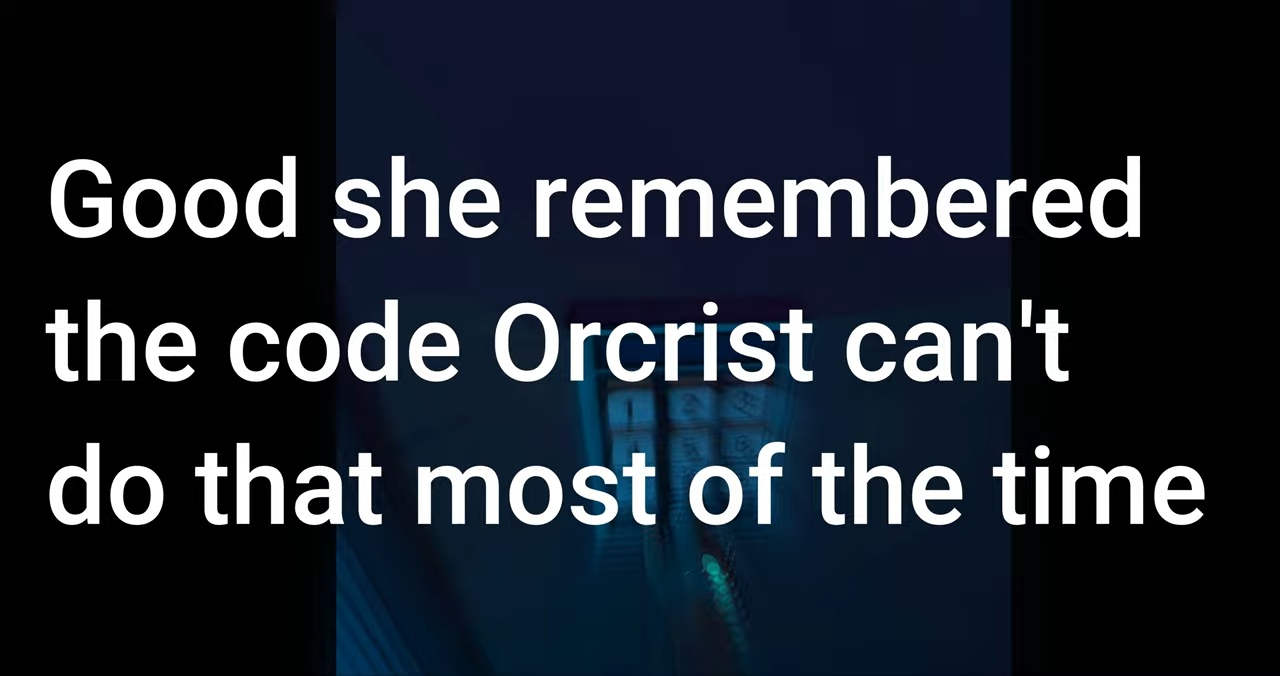 Good she remembered
the code Orcrist can't
do that most of the time